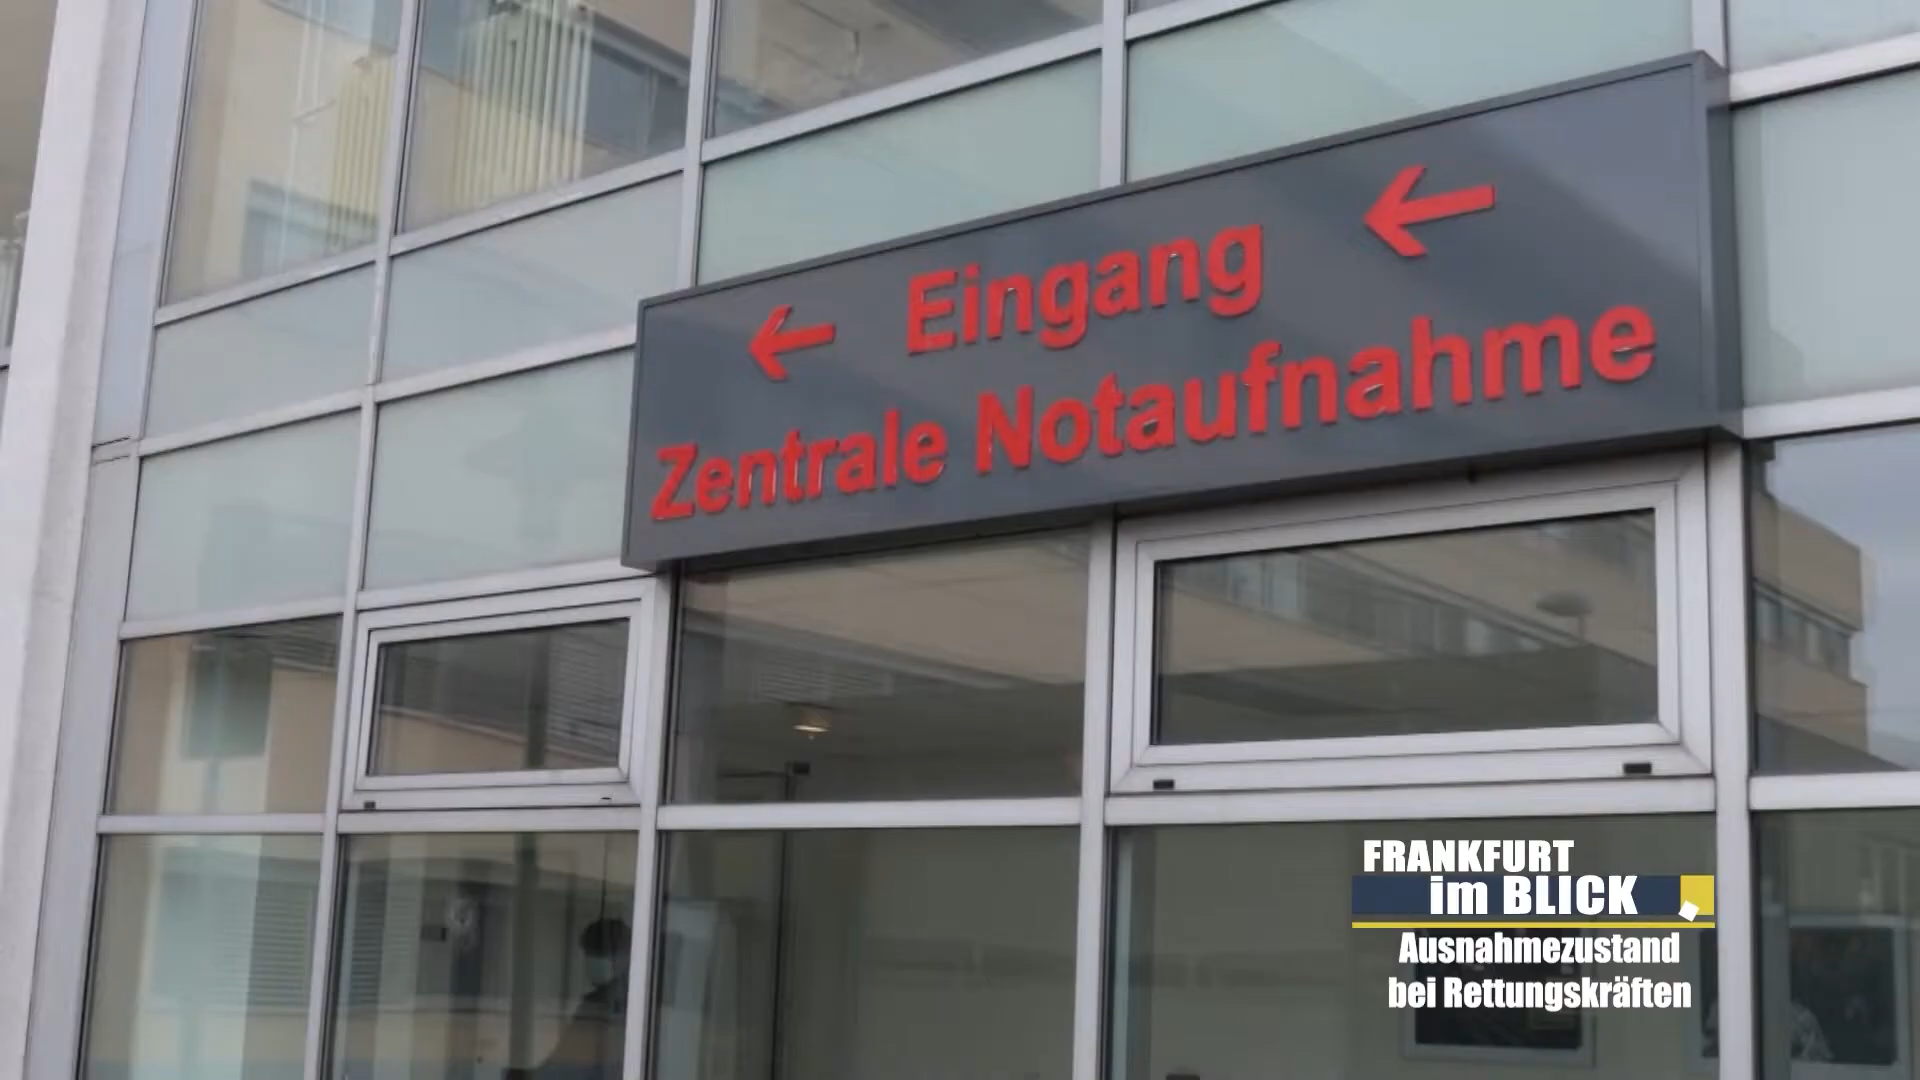 ← Eingang ←
Zentrale Notaufnahme
FRANKFURT
im BLICK
Ausnahmezustand
bei Rettungskräften